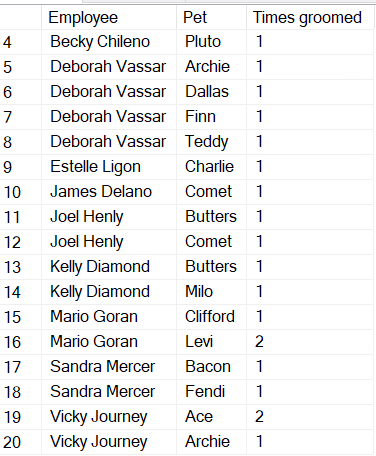 Employee Pet Times groomed
4 Becky Chileno Pluto 1
5 Deborah Vassar Archie 1
6 Deborah Vassar Dallas 1
7 Deborah Vassar Finn 1
8 Deborah Vassar Teddy 1
9 Estelle Ligon Charlie 1
10 James Delano Comet 1
11 Joel Henly Butters 1
12 Joel Henly Comet 1
13 Kelly Diamond Butters 1
14 Kelly Diamond Milo 1
15 Mario Goran Clifford 1
16 Mario Goran Levi 2
17 Sandra Mercer Bacon 1
18 Sandra Mercer Fendi 1
19 Vicky Journey Ace 2
20 Vicky Journey Archie 1